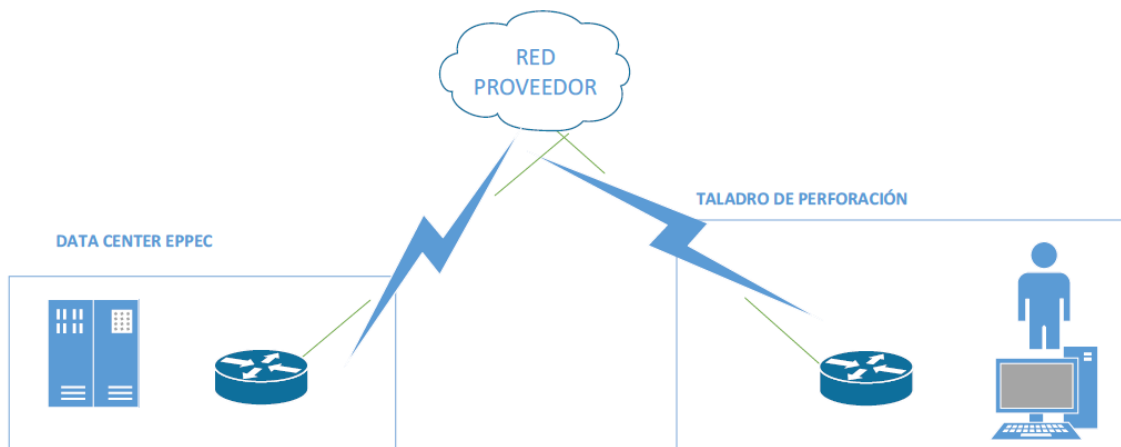 RED
PROVEEDOR
TALADRO DE PERFORACIÓN
DATA CENTER EPPEC